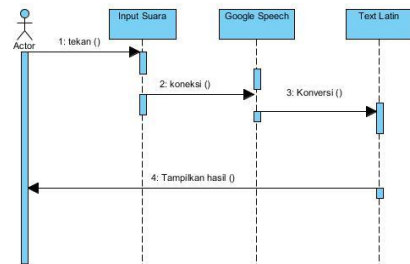 Input Suara
Google Speech
Text Latin
Actor
1: tekan ()
2: koneksi ()
3: Konversi ()
4: Tampilkan hasil ()